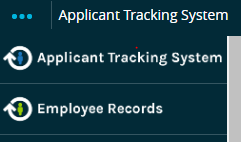 Applicant Tracking System
Applicant Tracking System
Employee Records